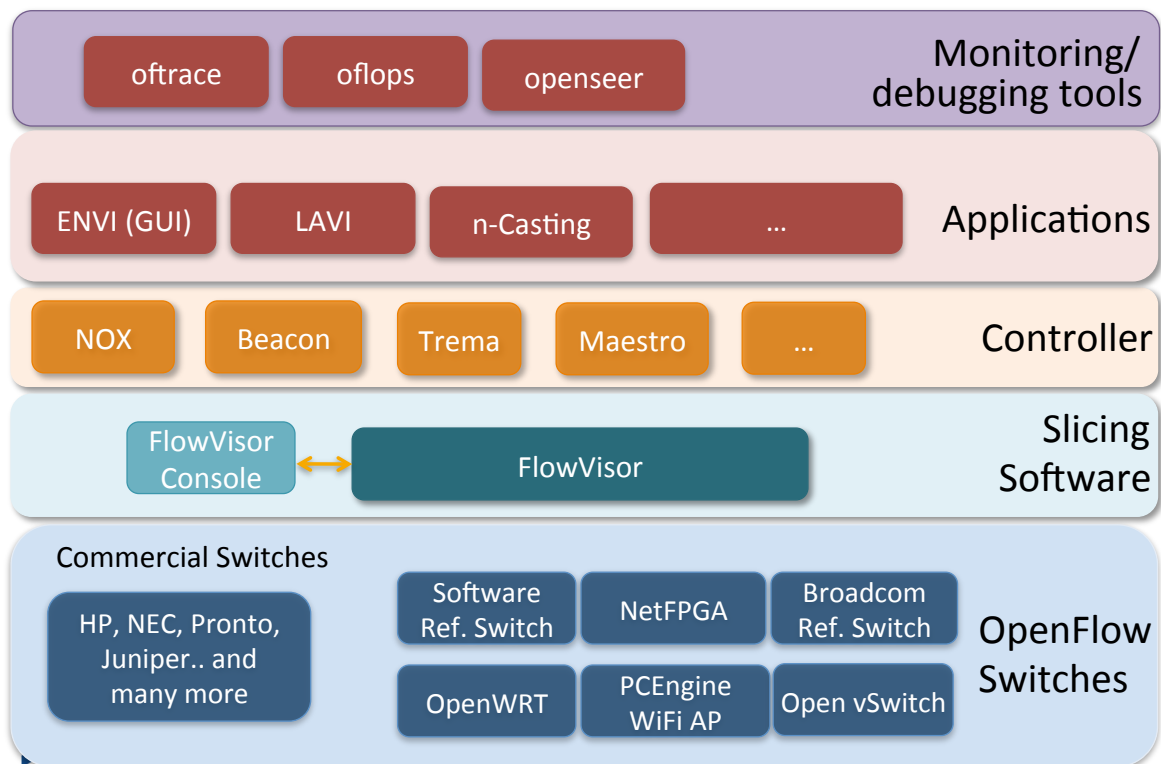 oftrace
oflops
openseer
Monitoring/
debugging tools
ENVI (GUI)
LAVI
n-Casting
...
Applications
NOX
Beacon
Trema
Maestro
...
Controller
FlowVisor
Console
FlowVisor
Slicing
Software
Commercial Switches
HP, NEC, Pronto,
Juniper.. and
many more
Software
Ref. Switch
NetFPGA
Broadcom
Ref. Switch
OpenWRT
PCEngine
WiFi AP
Open vSwitch
OpenFlow
Switches